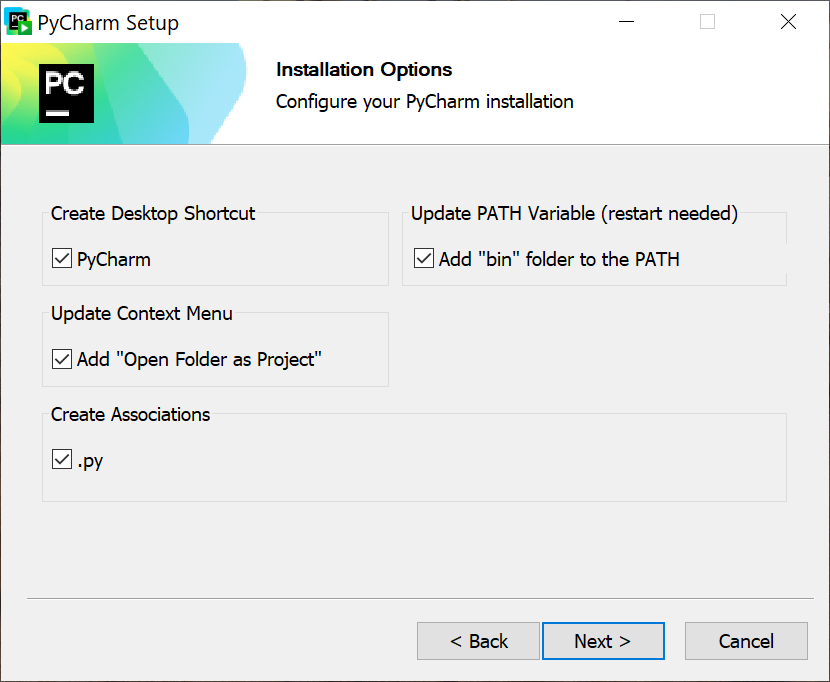 PyCharm Setup
PC
Installation Options
Configure your PyCharm installation
Create Desktop Shortcut
PyCharm
Update PATH Variable (restart needed)
Add "bin" folder to the PATH
Update Context Menu
Add "Open Folder as Project"
Create Associations
.py
< Back
Next >
Cancel